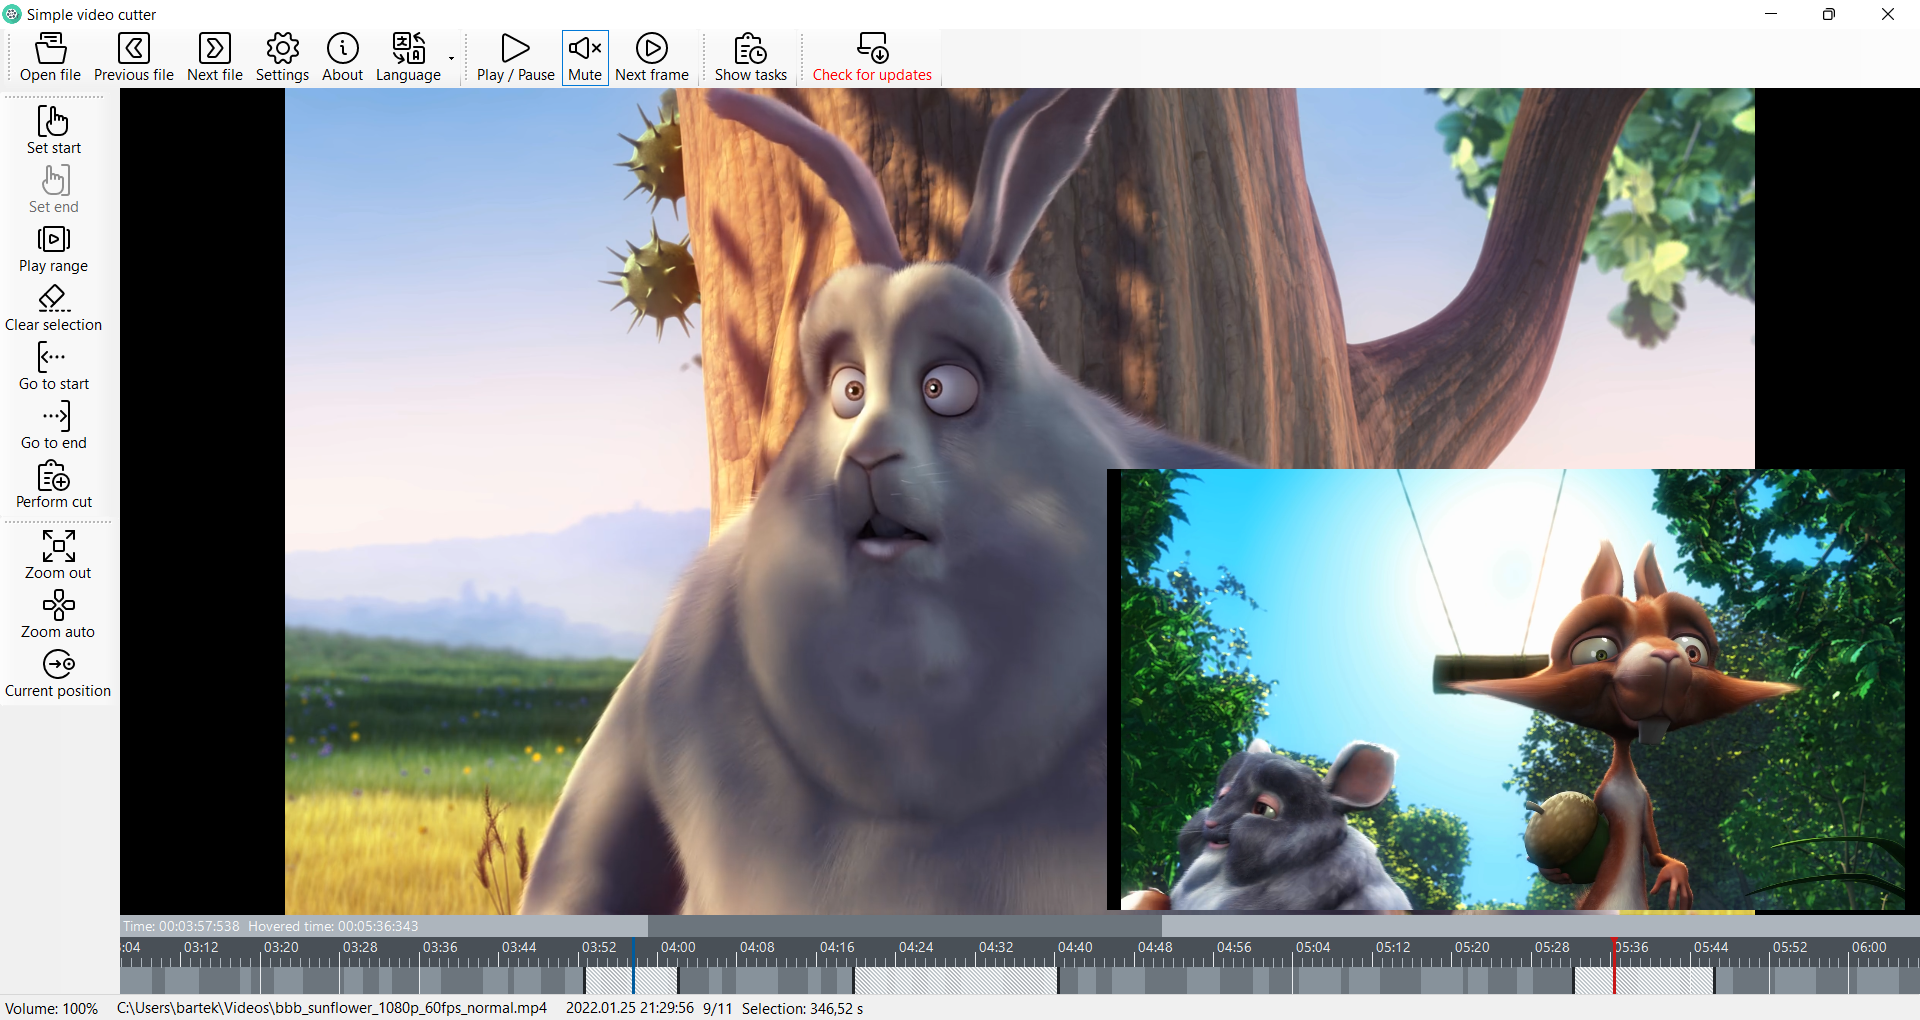 Simple video cutter
Open file Previous file Next file Settings About Language Play / Pause Mute Next frame Show tasks Check for updates
Set start
Set end
Play range
Clear selection
Go to start
Go to end
Perform cut
Zoom out
Zoom auto
Current position
Time: 00:03:57:538 Hovered time: 00:05:36:343
:04 03:12 03:20 03:28 03:36 03:44 03:52 04:00 04:08 04:16 04:24 04:32 04:40 04:48 04:56 05:04 05:12 05:20 05:28 05:36 05:44 05:52 06:00
Volume: 100% C:\Users\bartek\Videos\bbb_sunflower_1080p_60fps_normal.mp4 2022.01.25 21:29:56 9/11 Selection: 346,52 s